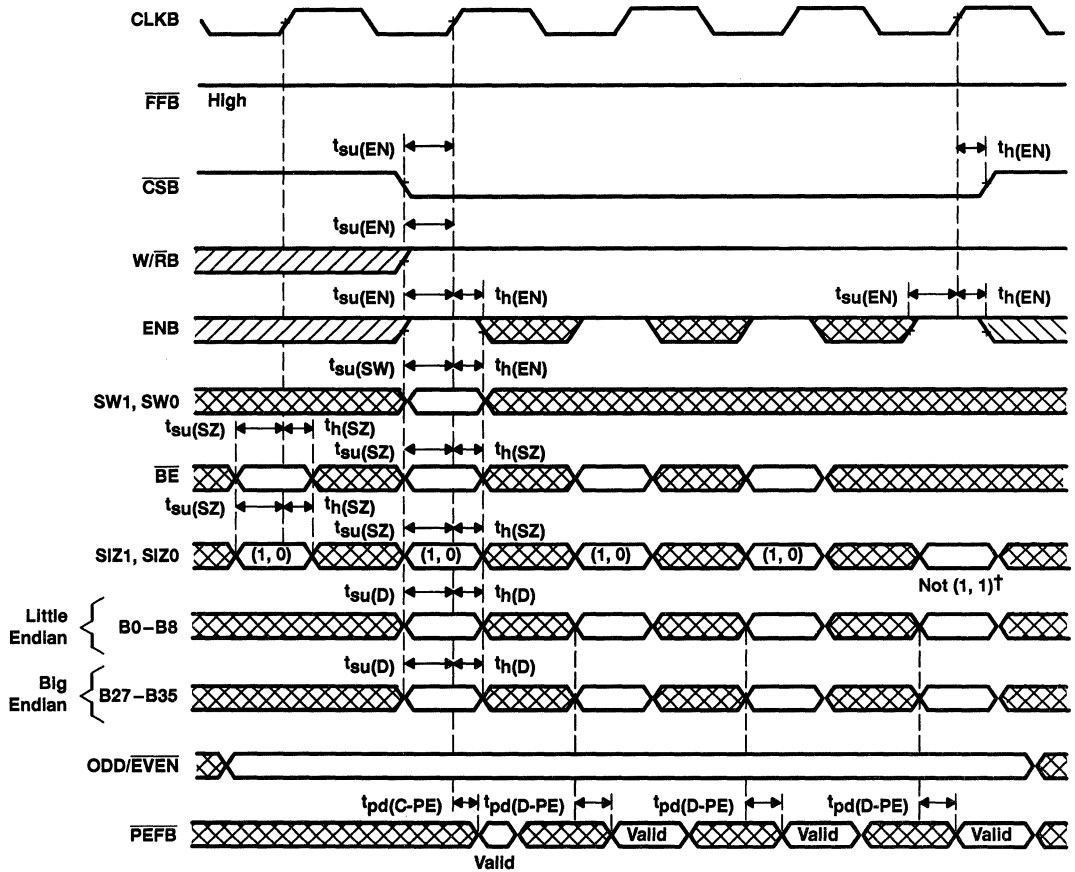 CLKB
FFB High
tsu(EN) th(EN)
CSB
tsu(EN)
W/RB
tsu(EN) th(EN) tsu(EN) th(EN)
ENB
tsu(SW) th(EN)
SW1, SW0
tsu(SZ) th(SZ)
tsu(SZ) th(SZ)
BE
tsu(SZ) th(SZ)
tsu(SZ) th(SZ)
SIZ1, SIZ0 (1, 0) (1, 0) (1, 0) (1, 0)
Not (1, 1)†
tsu(D) th(D)
Little
Endian
B0–B8
tsu(D) th(D)
Big
Endian
B27–B35
ODD/EVEN
tpd(C-PE) tpd(D-PE) tpd(D-PE) tpd(D-PE)
PEFB Valid Valid Valid
Valid